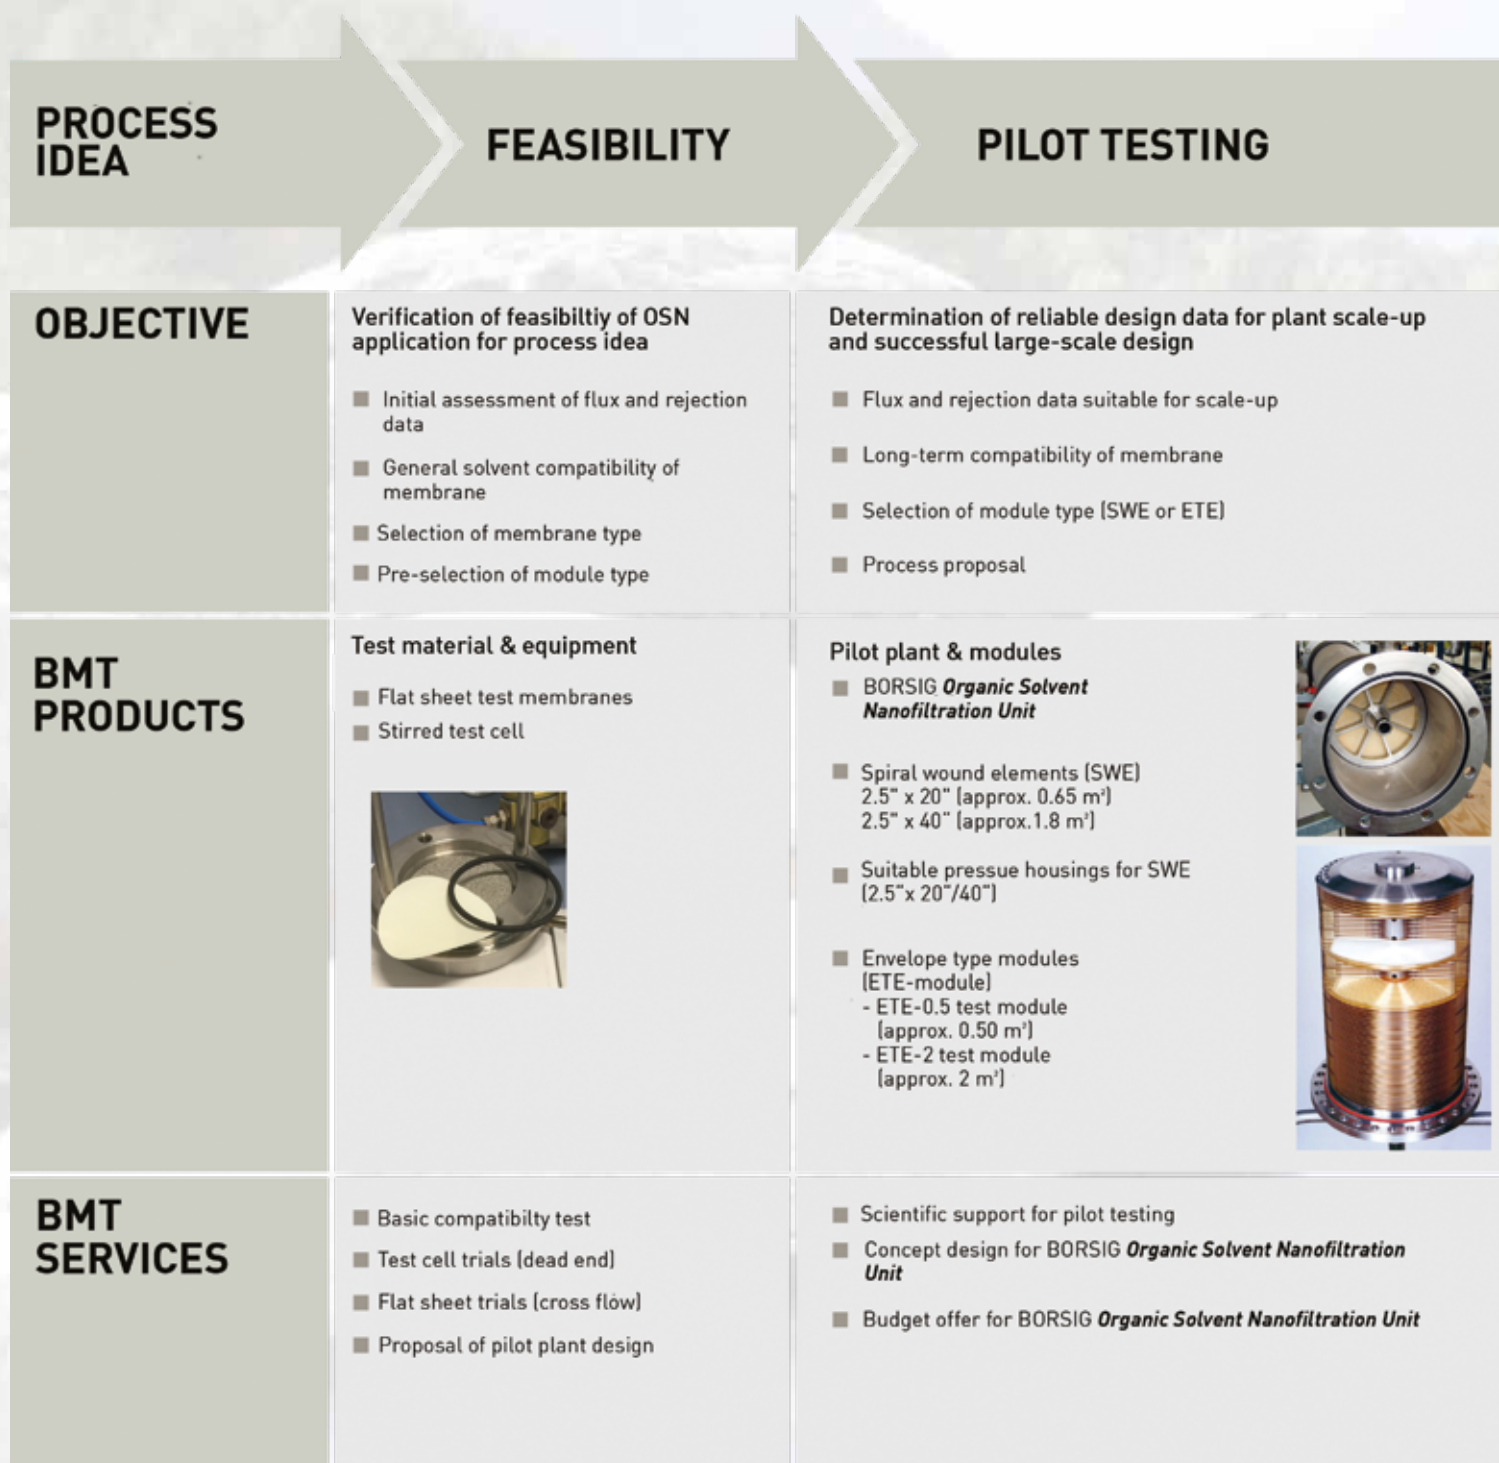 PROCESS
IDEA
FEASIBILITY
PILOT TESTING
OBJECTIVE
Verification of feasibiltiy of OSN
application for process idea
Initial assessment of flux and rejection
data
General solvent compatibility of
membrane
Selection of membrane type
Pre-selection of module type
Determination of reliable design data for plant scale-up
and successful large-scale design
Flux and rejection data suitable for scale-up
Long-term compatibility of membrane
Selection of module type (SWE or ETE)
Process proposal
BMT
PRODUCTS
Test material & equipment
Flat sheet test membranes
Stirred test cell
Pilot plant & modules
BORSIG Organic Solvent
Nanofiltration Unit
Spiral wound elements (SWE)
2.5" x 20" (approx. 0.65 m²)
2.5" x 40" (approx.1.8 m²)
Suitable pressue housings for SWE
(2.5"x 20"/40")
Envelope type modules
(ETE-module)
- ETE-0.5 test module
(approx. 0.50 m²)
- ETE-2 test module
(approx. 2 m²)
BMT
SERVICES
Basic compatibilty test
Test cell trials (dead end)
Flat sheet trials (cross flow)
Proposal of pilot plant design
Scientific support for pilot testing
Concept design for BORSIG Organic Solvent Nanofiltration
Unit
Budget offer for BORSIG Organic Solvent Nanofiltration Unit